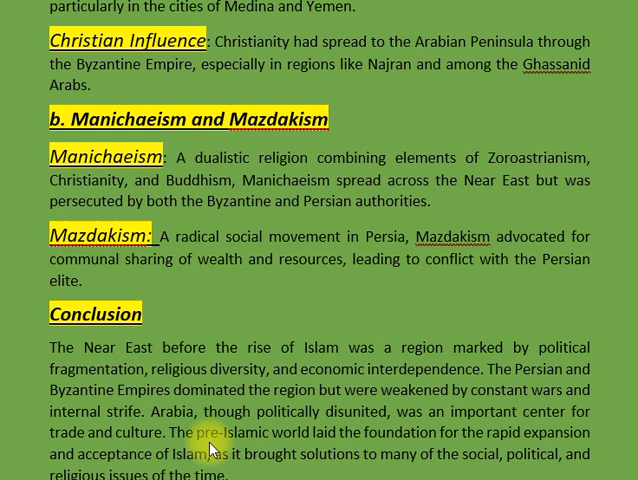 particularly in the cities of Medina and Yemen.
Christian Influence: Christianity had spread to the Arabian Peninsula through
the Byzantine Empire, especially in regions like Najran and among the Ghassanid
Arabs.
b. Manichaeism and Mazdakism
Manichaeism: A dualistic religion combining elements of Zoroastrianism,
Christianity, and Buddhism, Manichaeism spread across the Near East but was
persecuted by both the Byzantine and Persian authorities.
Mazdakism: A radical social movement in Persia, Mazdakism advocated for
communal sharing of wealth and resources, leading to conflict with the Persian
elite.
Conclusion
The Near East before the rise of Islam was a region marked by political
fragmentation, religious diversity, and economic interdependence. The Persian and
Byzantine Empires dominated the region but were weakened by constant wars and
internal strife. Arabia, though politically disunited, was an important center for
trade and culture. The pre-Islamic world laid the foundation for the rapid expansion
and acceptance of Islam, as it brought solutions to many of the social, political, and
religious issues of the time.